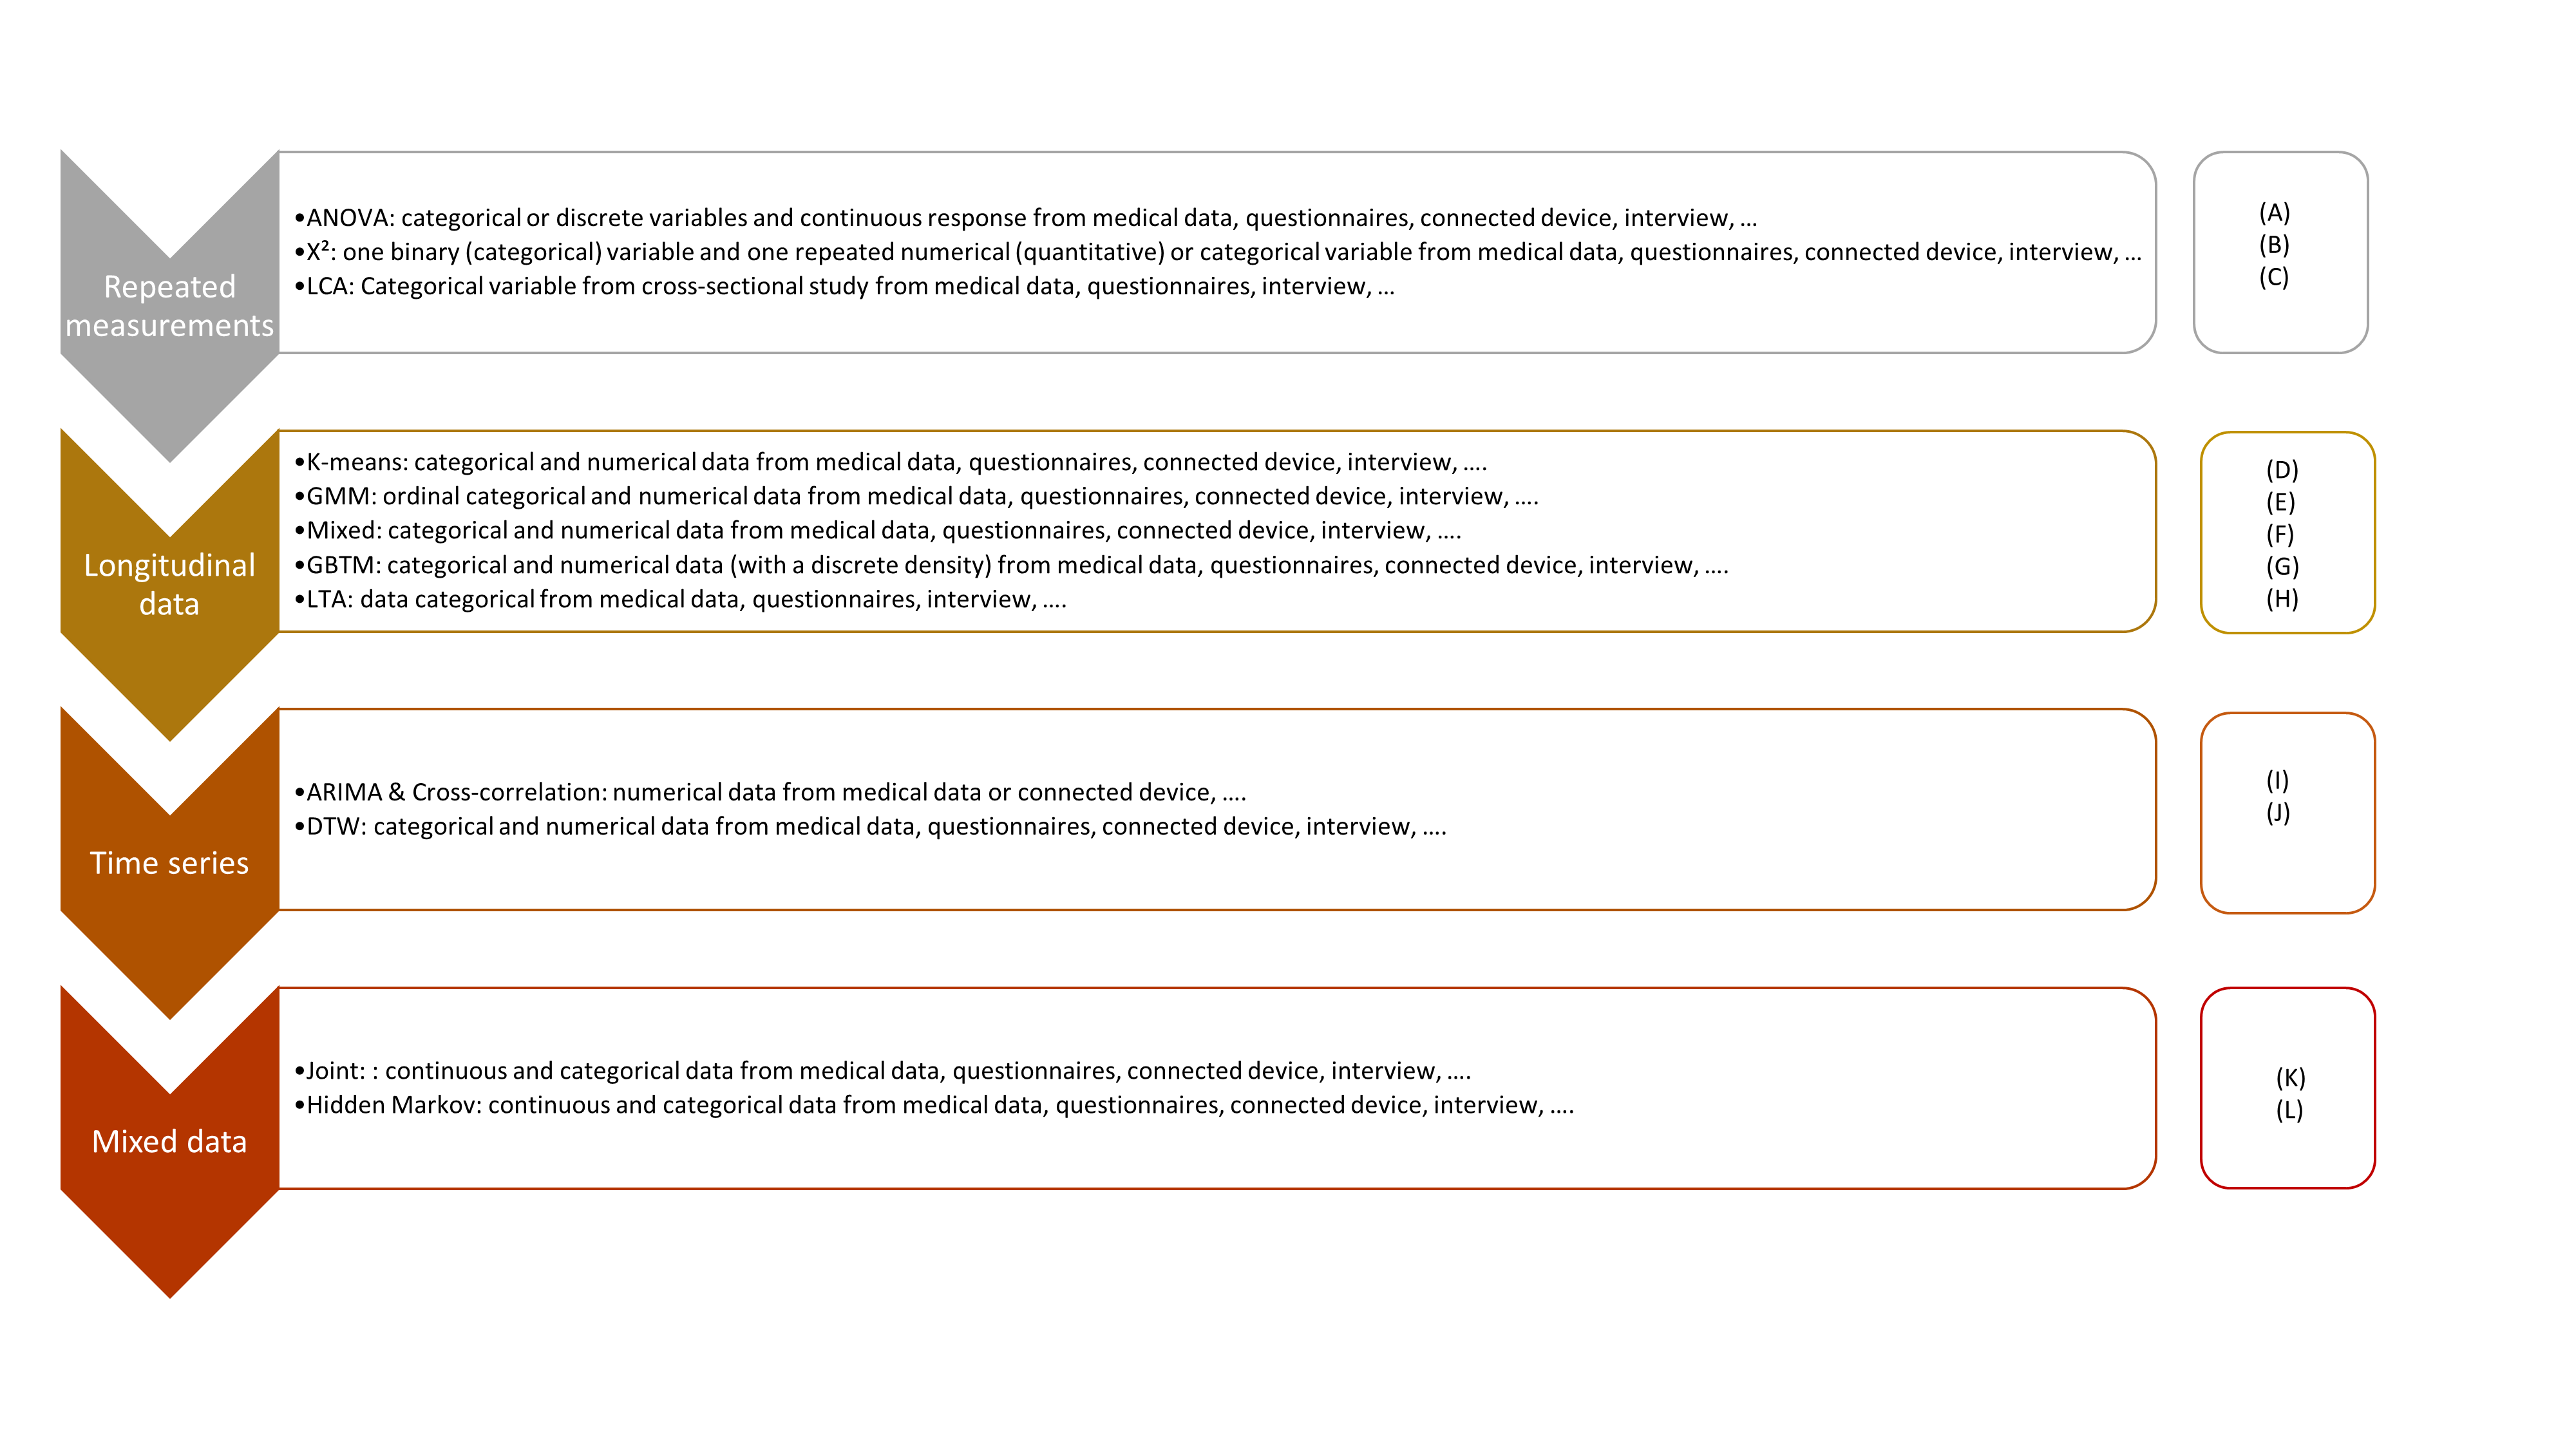 Repeated
measurements
•ANOVA: categorical or discrete variables and continuous response from medical data, questionnaires, connected device, interview, ...
•X²: one binary (categorical) variable and one repeated numerical (quantitative) or categorical variable from medical data, questionnaires, connected device, interview, ...
•LCA: Categorical variable from cross-sectional study from medical data, questionnaires, interview, ...
(A)
(B)
(C)
Longitudinal
data
•K-means: categorical and numerical data from medical data, questionnaires, connected device, interview, ....
•GMM: ordinal categorical and numerical data from medical data, questionnaires, connected device, interview, ....
•Mixed: categorical and numerical data from medical data, questionnaires, connected device, interview, ....
•GBTM: categorical and numerical data (with a discrete density) from medical data, questionnaires, connected device, interview, ....
•LTA: data categorical from medical data, questionnaires, interview, ....
(D)
(E)
(F)
(G)
(H)
Time series
•ARIMA & Cross-correlation: numerical data from medical data or connected device, ....
•DTW: categorical and numerical data from medical data, questionnaires, connected device, interview, ....
(I)
(J)
Mixed data
•Joint: : continuous and categorical data from medical data, questionnaires, connected device, interview, ....
•Hidden Markov: continuous and categorical data from medical data, questionnaires, connected device, interview, ....
(K)
(L)